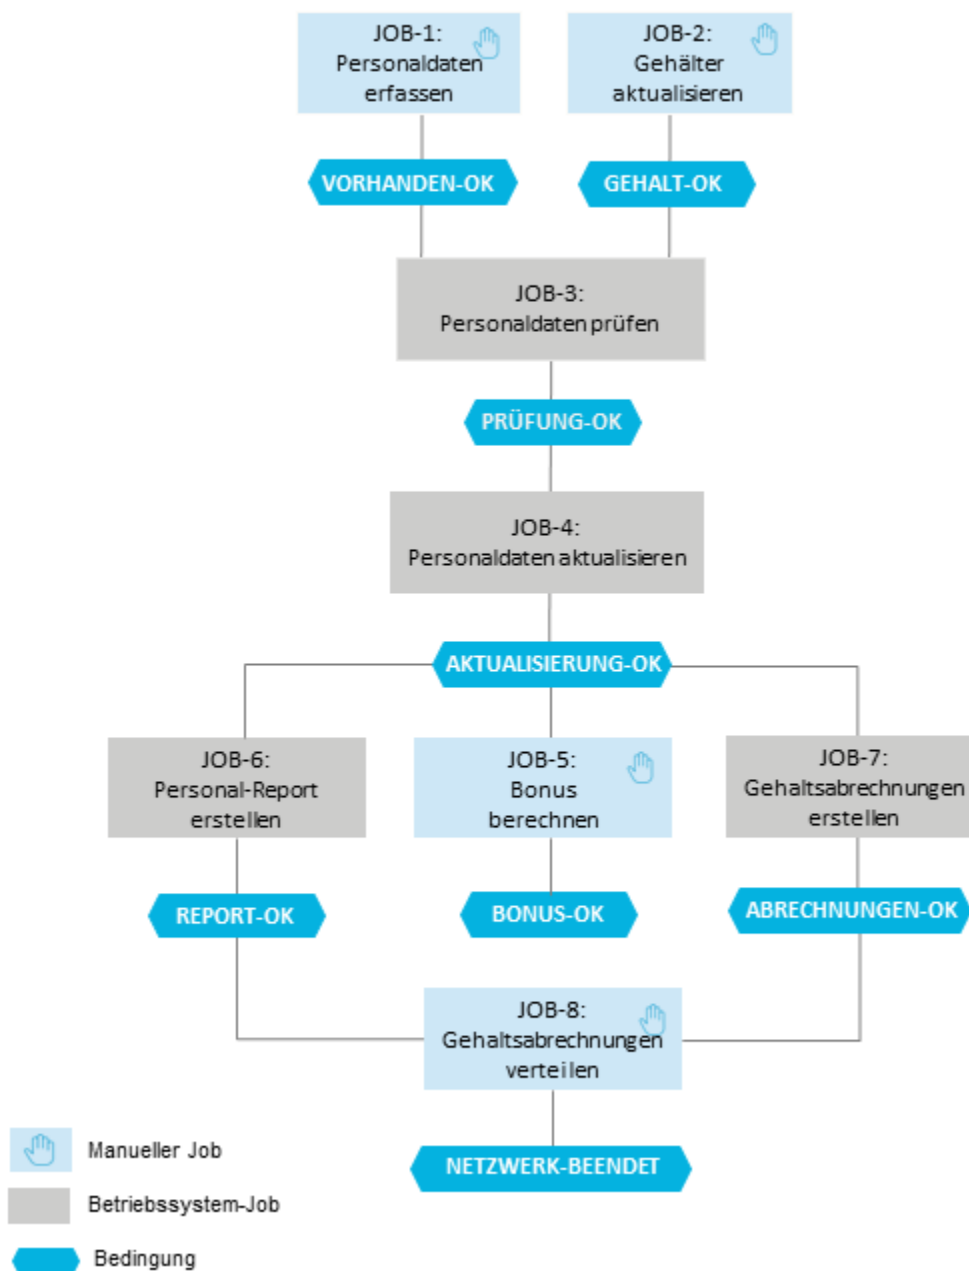 JOB-1:
Personaldaten
erfassen
JOB-2:
Gehälter
aktualisieren
VORHANDEN-OK
GEHALT-OK
JOB-3:
Personaldaten prüfen
PRÜFUNG-OK
JOB-4:
Personaldaten aktualisieren
AKTUALISIERUNG-OK
JOB-6:
Personal-Report
erstellen
JOB-5:
Bonus
berechnen
JOB-7:
Gehaltsabrechnungen
erstellen
REPORT-OK
BONUS-OK
ABRECHNUNGEN-OK
JOB-8:
Gehaltsabrechnungen
verteilen
NETZWERK-BEENDET
Manueller Job
Betriebssystem-Job
Bedingung